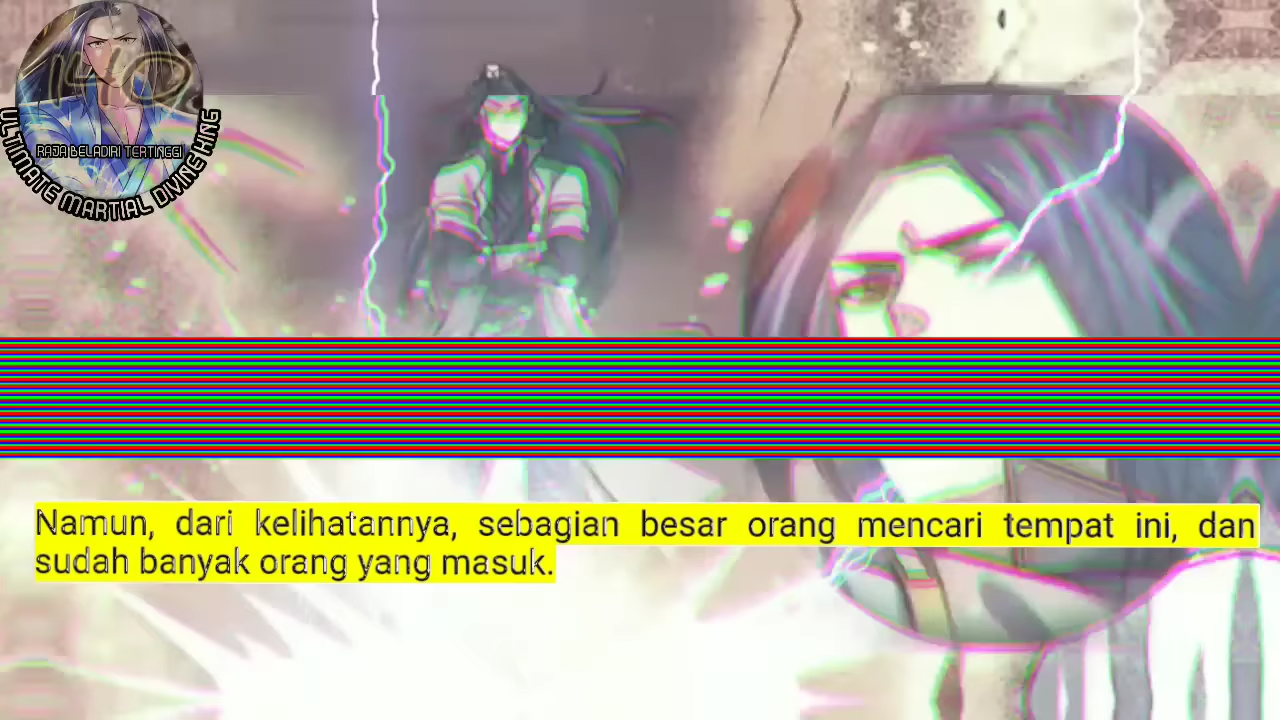 RAJA BELADIRI TERTINGGI
ULTIMATE MARTIAL DIVINE KING
Namun, dari kelihatannya, sebagian besar orang mencari tempat ini, dan
sudah banyak orang yang masuk.